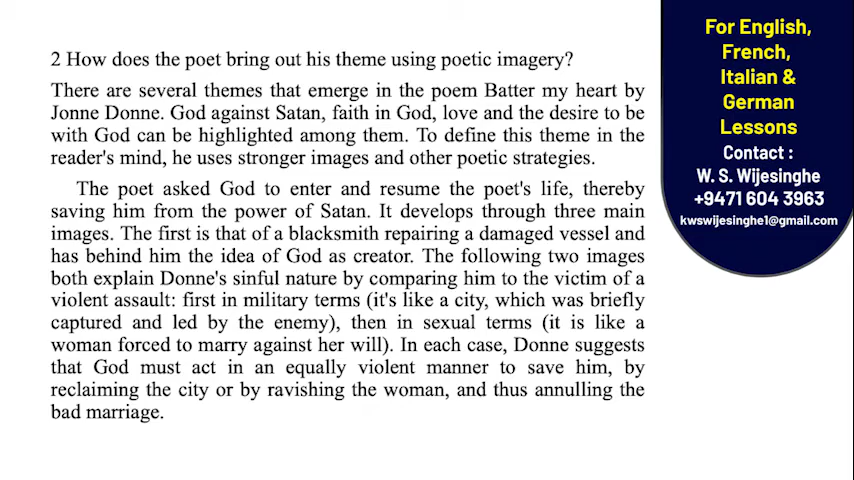 2 How does the poet bring out his theme using poetic imagery?
There are several themes that emerge in the poem Batter my heart by
Jonne Donne. God against Satan, faith in God, love and the desire to be
with God can be highlighted among them. To define this theme in the
reader's mind, he uses stronger images and other poetic strategies.
The poet asked God to enter and resume the poet's life, thereby
saving him from the power of Satan. It develops through three main
images. The first is that of a blacksmith repairing a damaged vessel and
has behind him the idea of God as creator. The following two images
both explain Donne's sinful nature by comparing him to the victim of a
violent assault: first in military terms (it's like a city, which was briefly
captured and led by the enemy), then in sexual terms (it is like a
woman forced to marry against her will). In each case, Donne suggests
that God must act in an equally violent manner to save him, by
reclaiming the city or by ravishing the woman, and thus annulling the
bad marriage.
For English,
French,
Italian &
German
Lessons
Contact :
W. S. Wijesinghe
+9471 604 3963
kwswijesinghe1@gmail.com